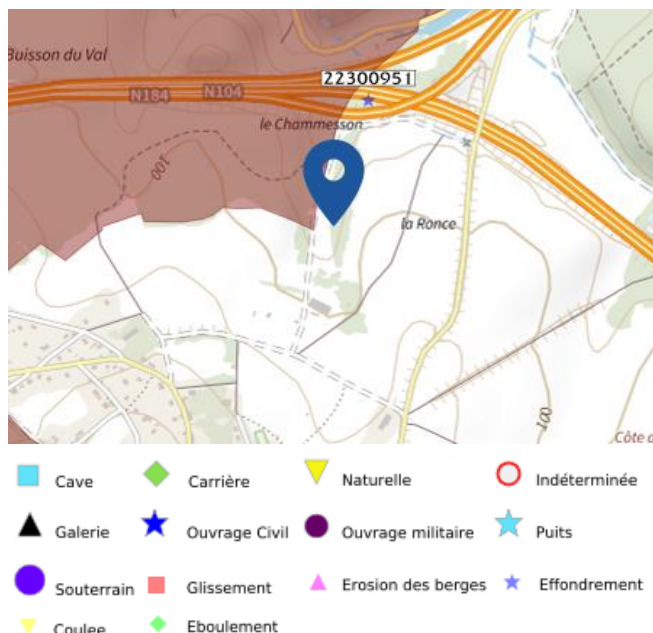 Buisson du Val
22300951
N184
N104
le Chammesson
100
la Ronce
100
Côte d
Cave
Carrière
Naturelle
Indéterminée
Galerie
Ouvrage Civil
Ouvrage militaire
Puits
Souterrain
Glissement
Erosion des berges
Effondrement
Coulee
Eboulement